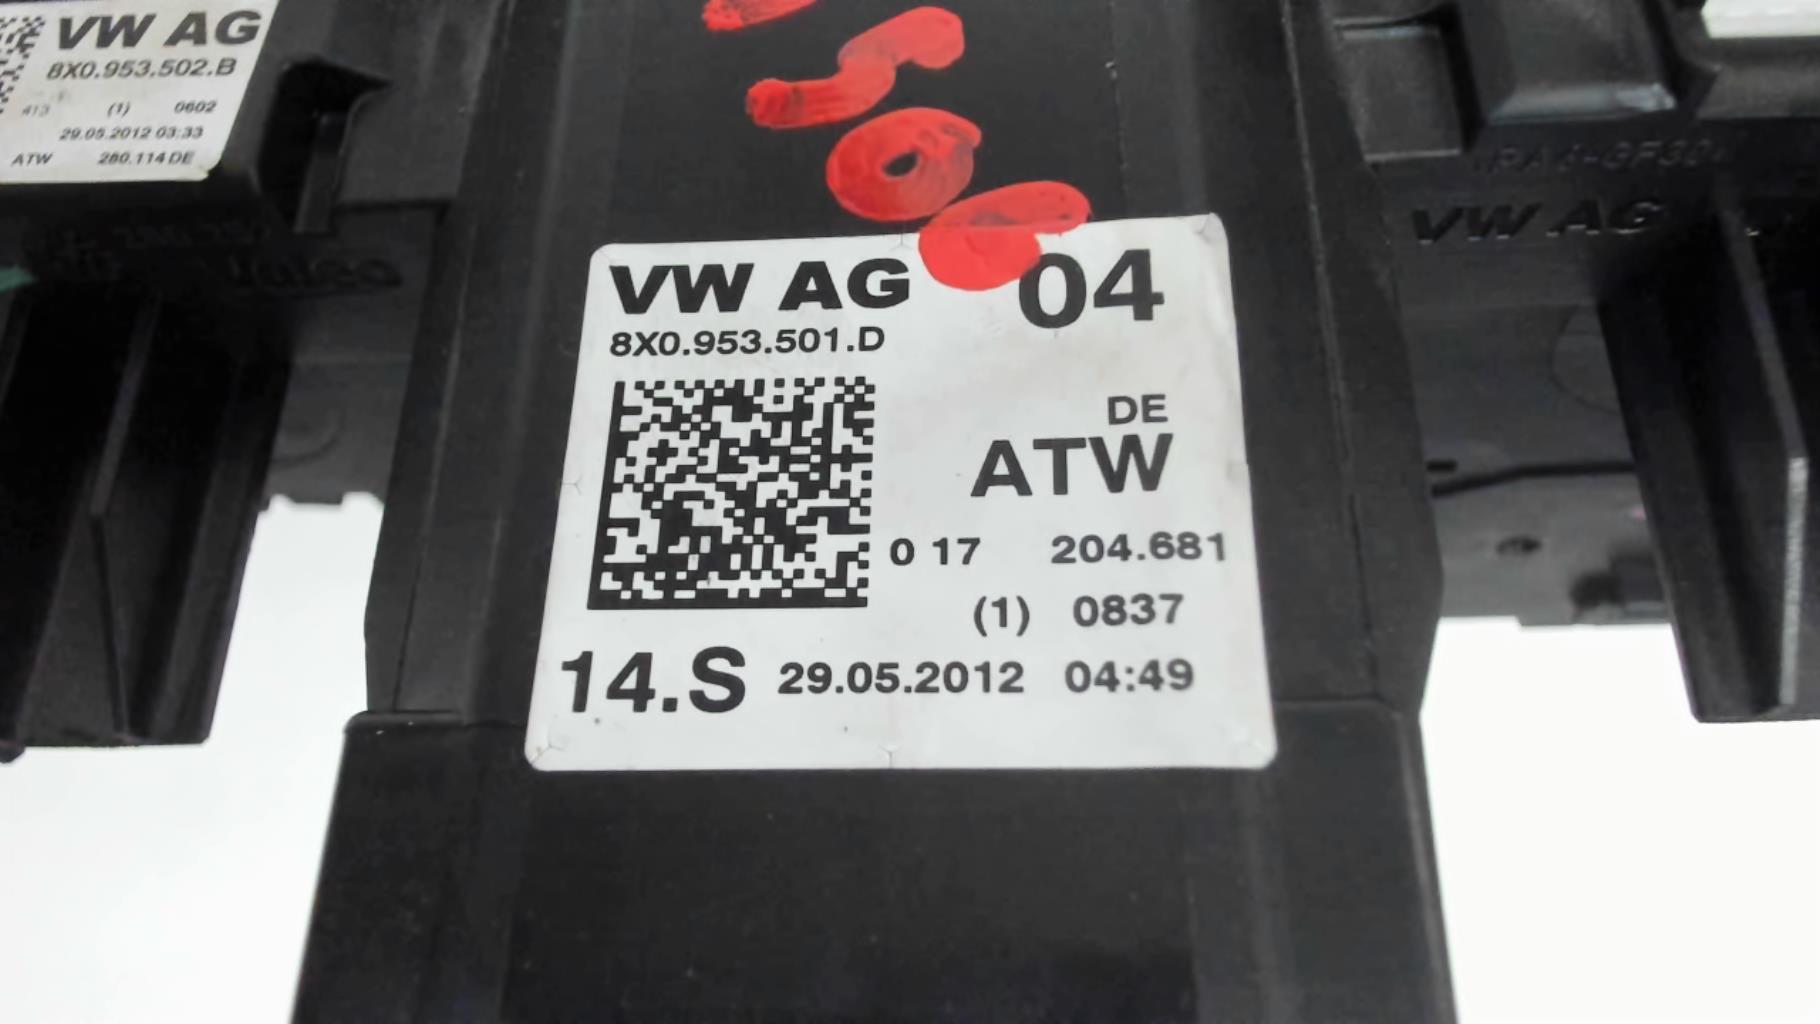 VW AG
8X0.953.502.B
413 (1) 0602
29.05.2012 03:33
ATW 280.114 DE
Valeo
VW AG
VW AG 04
8X0.953.501.D
DE
ATW
0 17 204.681
(1) 0837
14.S 29.05.2012 04:49